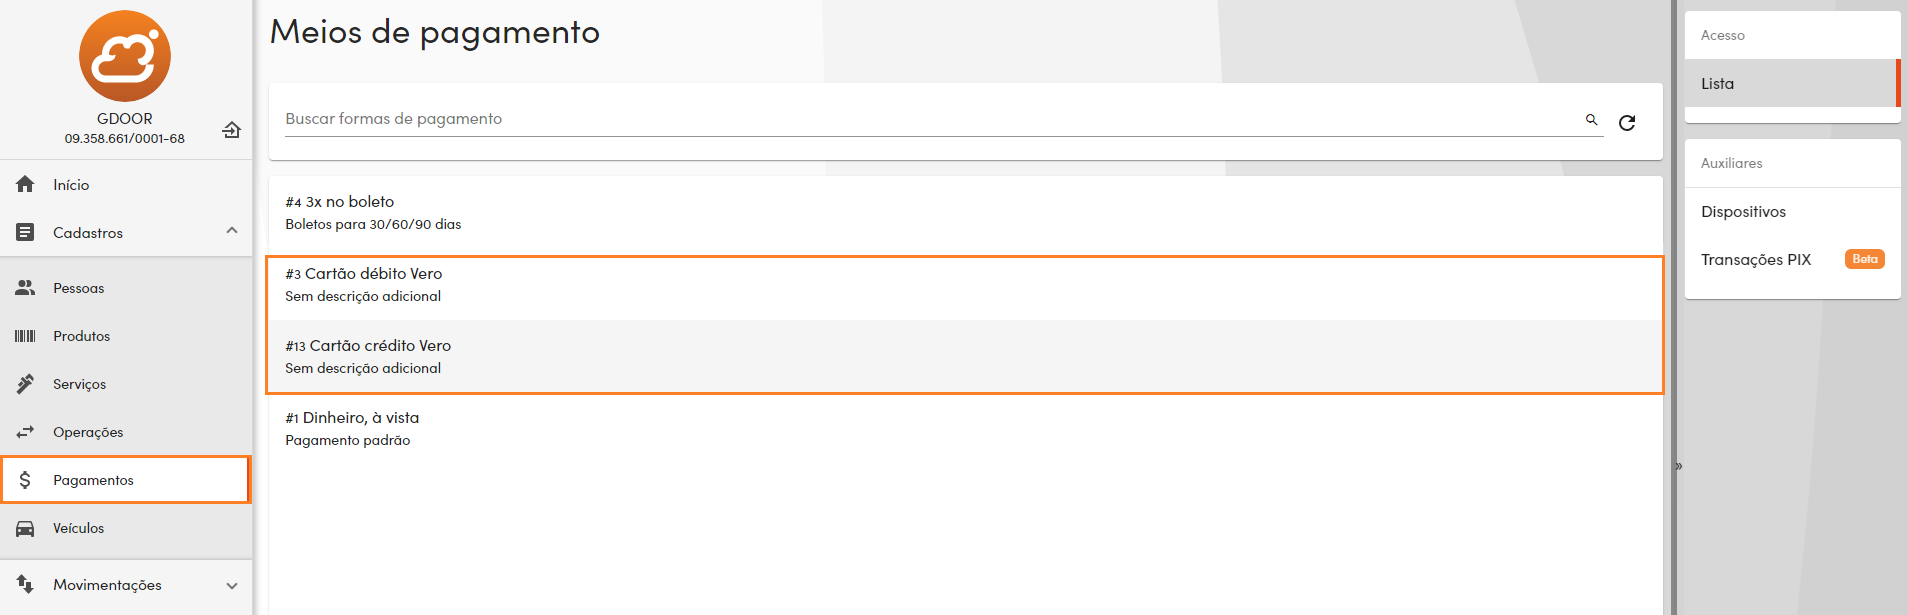 GDOOR
09.358.661/0001-68
Início
Cadastros
Pessoas
Produtos
Serviços
Operações
Pagamentos
Veículos
Movimentações
Meios de pagamento
Buscar formas de pagamento
#4 3x no boleto
Boletos para 30/60/90 dias
#3 Cartão débito Vero
Sem descrição adicional
#13 Cartão crédito Vero
Sem descrição adicional
#1 Dinheiro, à vista
Pagamento padrão
»
Acesso
Lista
Auxiliares
Dispositivos
Transações PIX Beta